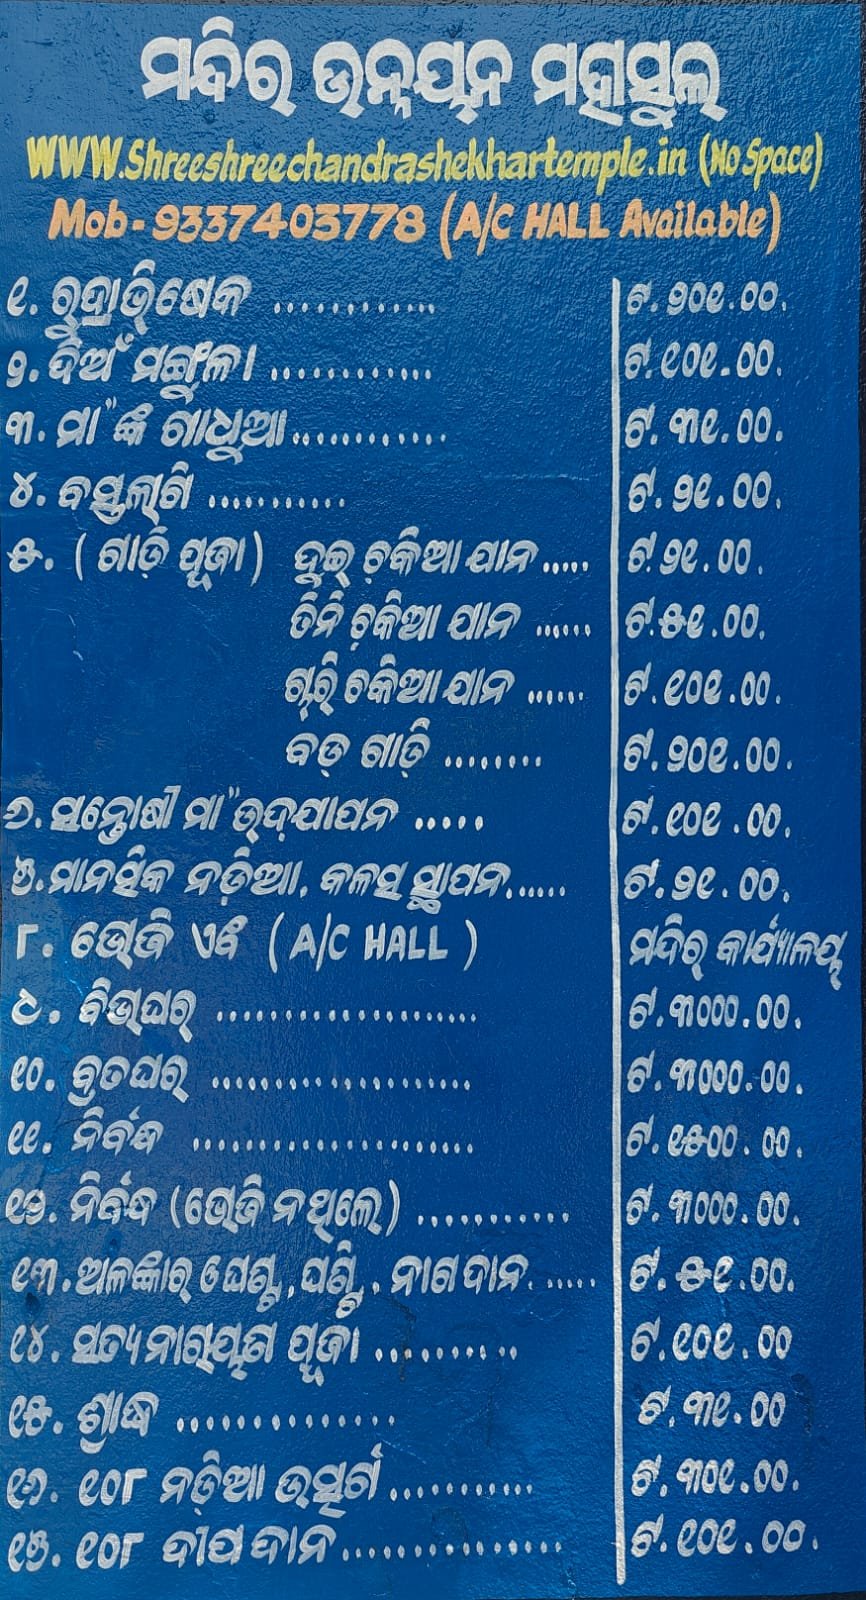 ମନ୍ଦିର ଉନ୍ନୟନ ମହାସୁଲ
WWW.Shreeshreechandrashekhartemple.in (No Space)
Mob-9337403778 (A/C HALL Available)
୧. ରୁଦ୍ରାଭିଷେକ ............ ଟ.୨୦୧.୦୦.
୨. ଦିଅଁ ମଙ୍ଗୁଳା ............ ଟ.୧୦୧.୦୦.
୩. ମା"ଙ୍କ ଗାଧୁଆ............ ଟ.୩୧.୦୦.
୪. ବସ୍ତ୍ରଲାଗି ........... ଟ.୨୧.୦୦.
୫. (ଗାଡ଼ି ପୂଜା) ଦୁଇ ଚକିଆ ଯାନ..... ଟ.୨୧.୦୦.
ତିନି ଚକିଆ ଯାନ ...... ଟ.୫୧.୦୦.
ଚାରି ଚକିଆ ଯାନ ...... ଟ.୧୦୧.୦୦.
ବଡ଼ ଗାଡ଼ି ........ ଟ.୨୦୧.୦୦.
୬. ସନ୍ତୋଷୀ ମା"ଉଦ୍‌ଯାପନ ..... ଟ.୧୦୧.୦୦.
୭. ମାନସିକ ନଡ଼ିଆ, କଳସ ସ୍ଥାପନ...... ଟ.୨୧.୦୦.
୮. ଭୋଜି ଏବଂ (A/C HALL) ମନ୍ଦିର କାର୍ଯ୍ୟାଳୟ
୯. ବିଭାଘର ................... ଟ.୩୦୦୦.୦୦.
୧୦. ବ୍ରତଘର ................... ଟ.୩୦୦୦.୦୦.
୧୧. ନିର୍ବନ୍ଧ ..................... ଟ.୧୫୦୦.୦୦.
୧୨. ନିର୍ବନ୍ଧ (ଭୋଜି ନଥିଲେ) ........... ଟ.୩୦୦୦.୦୦.
୧୩. ଅଳଙ୍କାର ଓ ଘେଣ୍ଟ, ଘଣ୍ଟି, ନାଗ ଦାନ...... ଟ.୫୧.୦୦.
୧୪. ସତ୍ୟନାରାୟଣ ପୂଜା ........... ଟ.୧୦୧.୦୦
୧୫. ଶ୍ରାଦ୍ଧ .............. ଟ.୩୧.୦୦
୧୬. ୧୦୮ ନଡ଼ିଆ ଉତ୍ସର୍ଗ ........... ଟ.୩୦୧.୦୦.
୧୭. ୧୦୮ ଦୀପ ଦାନ................ ଟ.୧୦୧.୦୦.